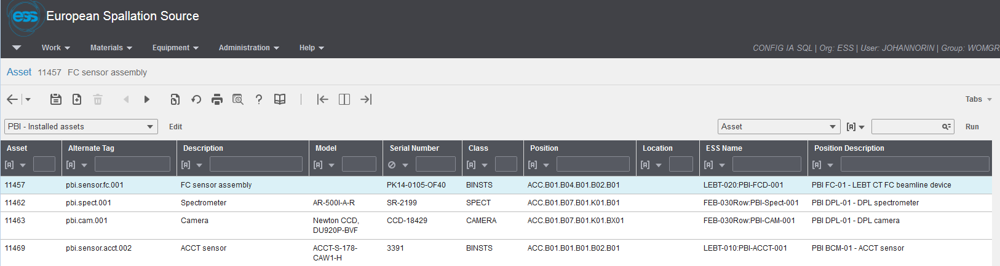 ess European Spallation Source
Work Materials Equipment Administration Help CONFIG IA SQL | Org: ESS | User: JOHANNORIN | Group: WOMGR
Asset 11457 FC sensor assembly
Tabs
PBI - Installed assets Edit Asset [A] Run
Asset Alternate Tag Description Model Serial Number Class Position Location ESS Name Position Description
[A] [A] [A] [A] [A] [A] [A] [A] [A]
11457 pbi.sensor.fc.001 FC sensor assembly PK14-0105-OF40 BINSTS ACC.B01.B04.B01.B02.B01 LEBT-020:PBI-FCD-001 PBI FC-01 - LEBT CT FC beamline device
11462 pbi.spect.001 Spectrometer AR-500I-A-R SR-2199 SPECT ACC.B01.B07.B01.K01.B01 FEB-030Row:PBI-Spect-001 PBI DPL-01 - DPL spectrometer
11463 pbi.cam.001 Camera Newton CCD, CCD-18429 CAMERA ACC.B01.B07.B01.K01.BX01 FEB-030Row:PBI-CAM-001 PBI DPL-01 - DPL camera
DU920P-BVF
11469 pbi.sensor.acct.002 ACCT sensor ACCT-S-178- 3391 BINSTS ACC.B01.B01.B01.B02.B01 LEBT-010:PBI-ACCT-001 PBI BCM-01 - ACCT sensor
CAW1-H